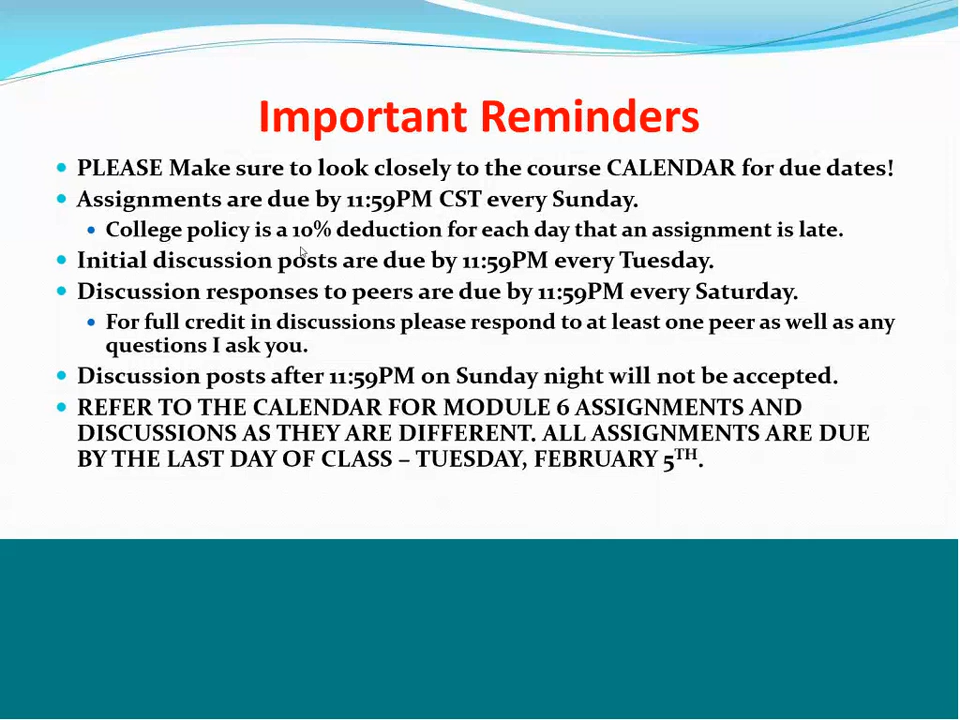 Important Reminders
• PLEASE Make sure to look closely to the course CALENDAR for due dates!
• Assignments are due by 11:59PM CST every Sunday.
• College policy is a 10% deduction for each day that an assignment is late.
• Initial discussion posts are due by 11:59PM every Tuesday.
• Discussion responses to peers are due by 11:59PM every Saturday.
• For full credit in discussions please respond to at least one peer as well as any
questions I ask you.
• Discussion posts after 11:59PM on Sunday night will not be accepted.
• REFER TO THE CALENDAR FOR MODULE 6 ASSIGNMENTS AND
DISCUSSIONS AS THEY ARE DIFFERENT. ALL ASSIGNMENTS ARE DUE
BY THE LAST DAY OF CLASS – TUESDAY, FEBRUARY 5TH.